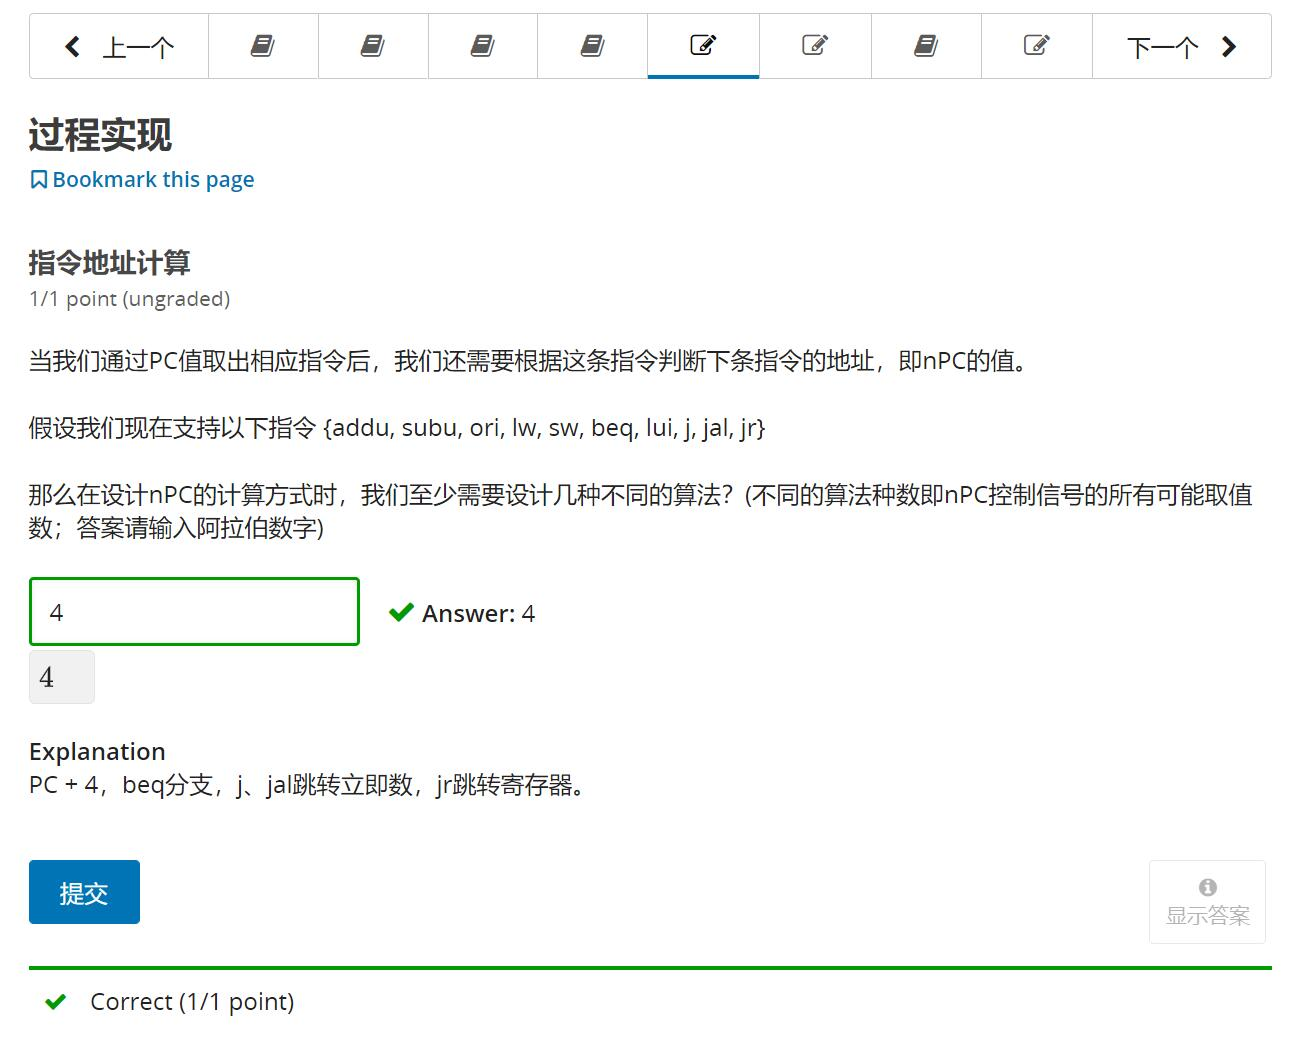 上一个
下一个
过程实现
Bookmark this page
指令地址计算
1/1 point (ungraded)
当我们通过PC值取出相应指令后，我们还需要根据这条指令判断下条指令的地址，即nPC的值。
假设我们现在支持以下指令 {addu, subu, ori, lw, sw, beq, lui, j, jal, jr}
那么在设计nPC的计算方式时，我们至少需要设计几种不同的算法？(不同的算法种数即nPC控制信号的所有可能取值
数；答案请输入阿拉伯数字)
4
Answer: 4
4
Explanation
PC + 4，beq分支，j、jal跳转立即数，jr跳转寄存器。
提交
显示答案
Correct (1/1 point)